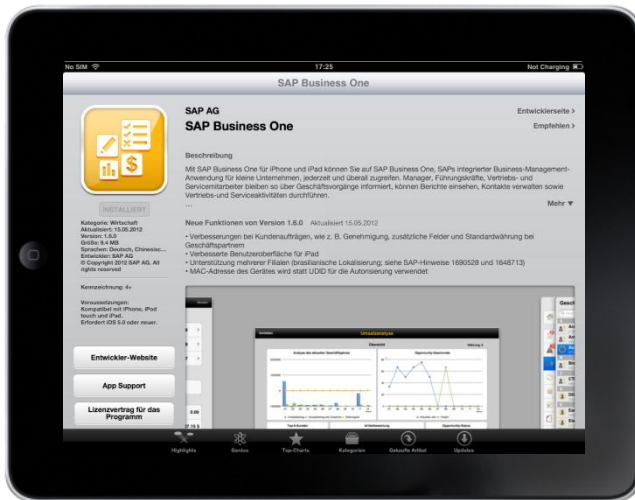 No SIM
17:25
Not Charging
SAP Business One
SAP AG
SAP Business One
Entwicklerseite >
Empfehlen >
Beschreibung
Mit SAP Business One für iPhone und iPad können Sie auf SAP Business One, SAPs integrierter Business-Management-
Anwendung für kleine Unternehmen, jederzeit und überall zugreifen. Manager, Führungskräfte, Vertriebs- und
Servicemitarbeiter bleiben so über Geschäftsvorgänge informiert, können Berichte einsehen, Kontakte verwalten sowie
Vertriebs-und Serviceaktivitäten durchführen.
...
Mehr ▼
INSTALLIERT
Kategorie: Wirtschaft
Aktualisiert: 15.05.2012
Version: 1.6.0
Größe: 9.4 MB
Sprachen: Deutsch, Chinesisc...
Entwickler: SAP AG
© Copyright 2012 SAP AG. All
rights reserved
Kennzeichnung: 4+
Voraussetzungen:
Kompatibel mit iPhone, iPod
touch und iPad.
Erfordert iOS 5.0 oder neuer.
Entwickler-Website
App Support
Lizenzvertrag für das
Programm
Neue Funktionen von Version 1.6.0 Aktualisiert 15.05.2012
• Verbesserungen bei Kundenaufträgen, wie z. B. Genehmigung, zusätzliche Felder und Standardwährung bei
Geschäftspartnern
• Verbesserte Benutzeroberfläche für iPad
• Unterstützung mehrerer Filialen (brasilianische Lokalisierung; siehe SAP-Hinweise 1690528 und 1648713)
• MAC-Adresse des Gerätes wird statt UDID für die Autorisierung verwendet
Umsatzanalyse
Übersicht
Highlights
Genius
Top-Charts
Kategorien
Gekaufte Artikel
Updates